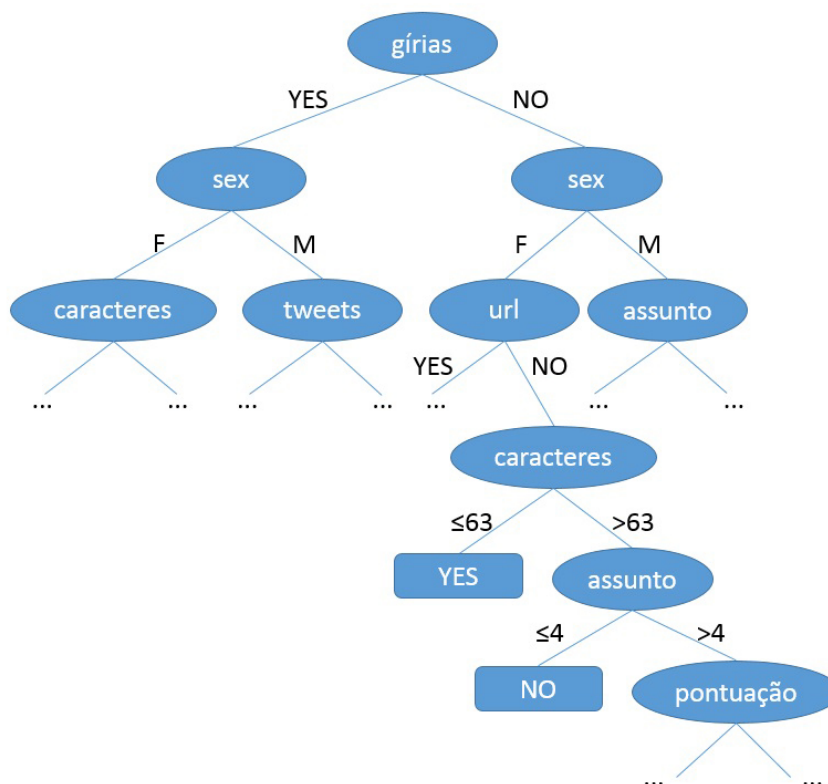 gírias
YES NO
sex sex
F M F M
caracteres tweets url assunto
YES NO
... ... ... ... ... ... ...
caracteres
≤63 >63
YES assunto
≤4 >4
NO pontuação
... ...